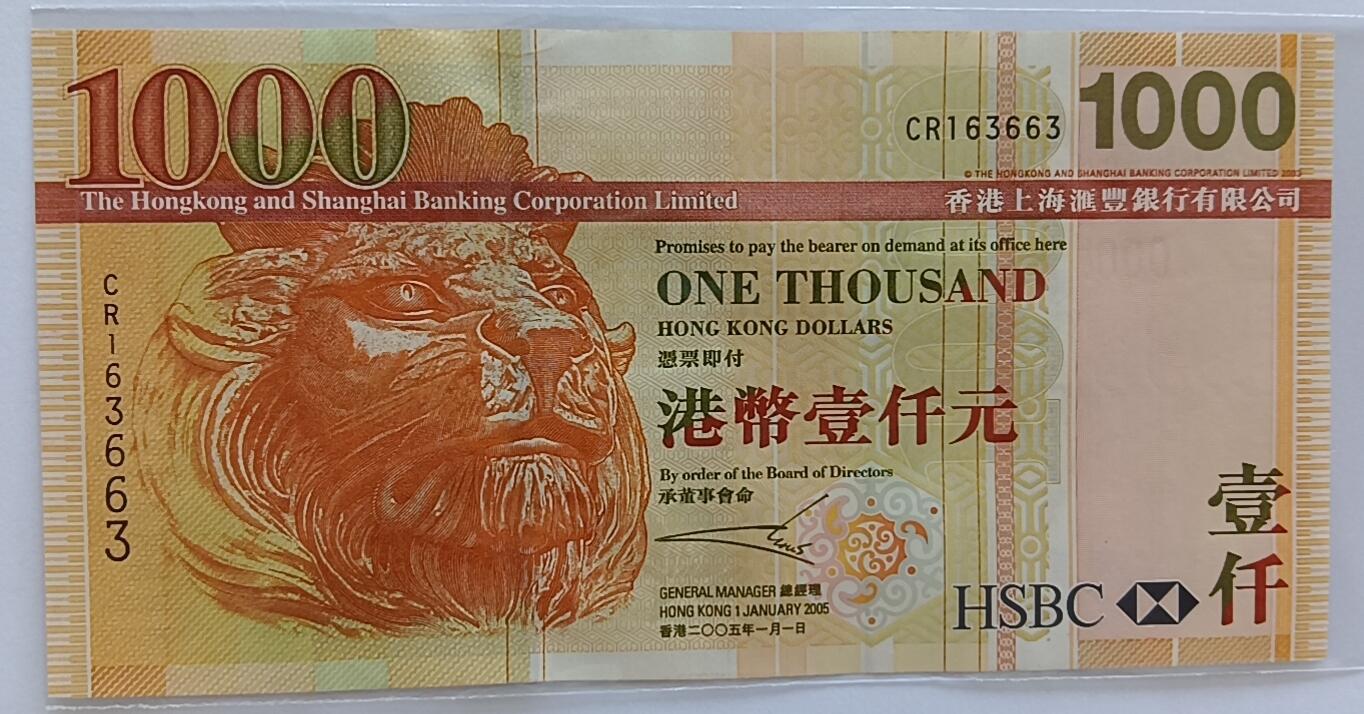 1000
CR163663
1000
© THE HONGKONG AND SHANGHAI BANKING CORPORATION LIMITED
The Hongkong and Shanghai Banking Corporation Limited
香港上海滙豐銀行有限公司
Promises to pay the bearer on demand at its office here
ONE THOUSAND
HONG KONG DOLLARS
憑票即付
港幣壹仟元
By order of the Board of Directors
承董事會命
GENERAL MANAGER 總經理
HONG KONG 1 JANUARY 2005
香港二〇〇五年一月一日
CR163663
HSBC
壹仟